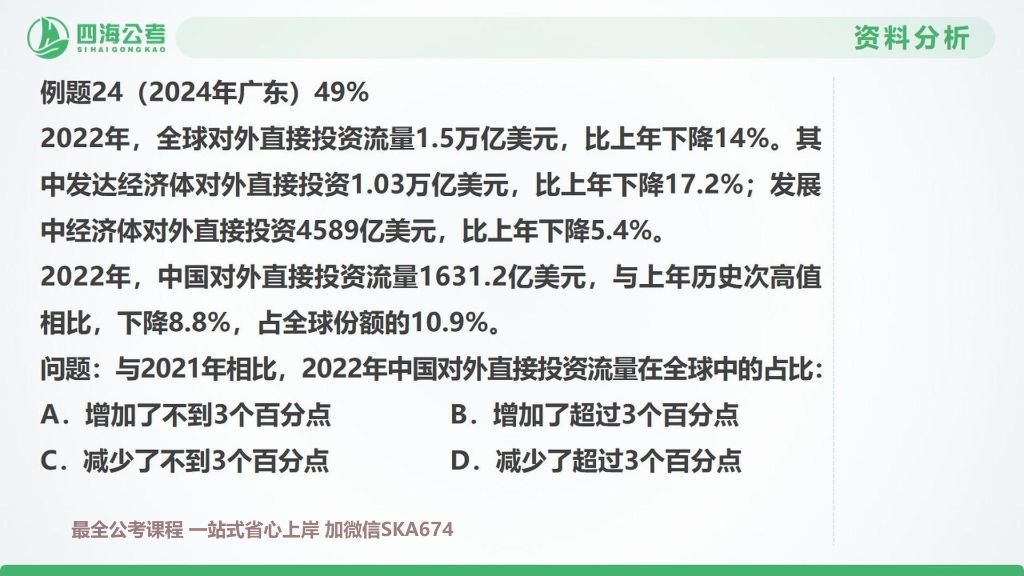 四海公考
SIHAIGONGKAO
资料分析
例题24（2024年广东）49%
2022年，全球对外直接投资流量1.5万亿美元，比上年下降14%。其
中发达经济体对外直接投资1.03万亿美元，比上年下降17.2%；发展
中经济体对外直接投资4589亿美元，比上年下降5.4%。
2022年，中国对外直接投资流量1631.2亿美元，与上年历史次高值
相比，下降8.8%，占全球份额的10.9%。
问题：与2021年相比，2022年中国对外直接投资流量在全球中的占比：
A．增加了不到3个百分点 B．增加了超过3个百分点
C．减少了不到3个百分点 D．减少了超过3个百分点
最全公考课程 一站式省心上岸 加微信SKA674